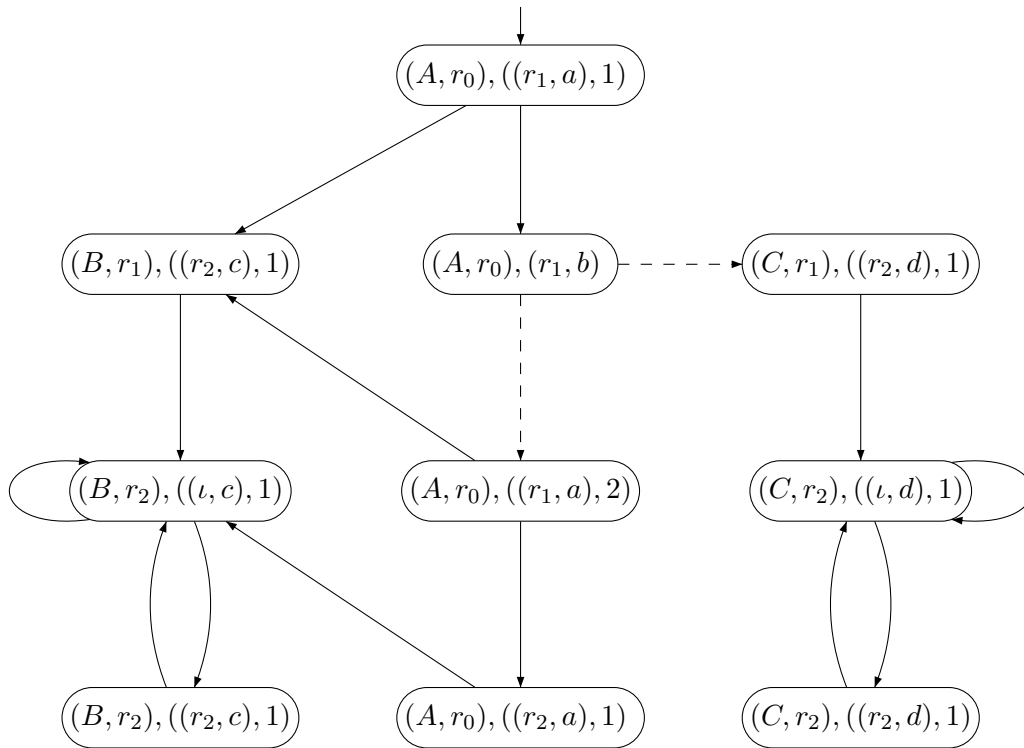 (A, r₀), ((r₁, a), 1)
(B, r₁), ((r₂, c), 1)
(A, r₀), (r₁, b)
(C, r₁), ((r₂, d), 1)
(B, r₂), ((ι, c), 1)
(A, r₀), ((r₁, a), 2)
(C, r₂), ((ι, d), 1)
(B, r₂), ((r₂, c), 1)
(A, r₀), ((r₂, a), 1)
(C, r₂), ((r₂, d), 1)